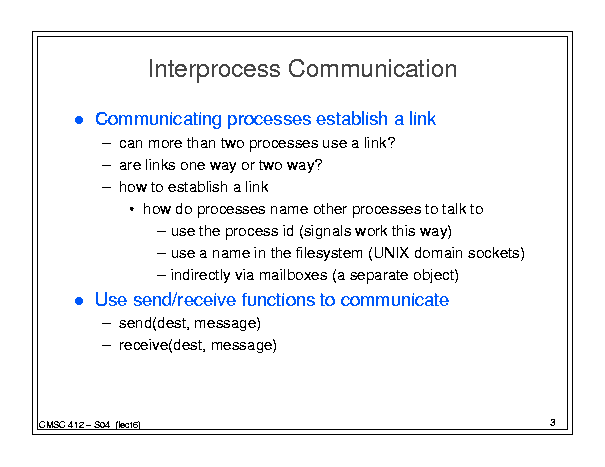 Interprocess Communication
● Communicating processes establish a link
– can more than two processes use a link?
– are links one way or two way?
– how to establish a link
• how do processes name other processes to talk to
– use the process id (signals work this way)
– use a name in the filesystem (UNIX domain sockets)
– indirectly via mailboxes (a separate object)
● Use send/receive functions to communicate
– send(dest, message)
– receive(dest, message)
CMSC 412 – S04 (lect6)
3